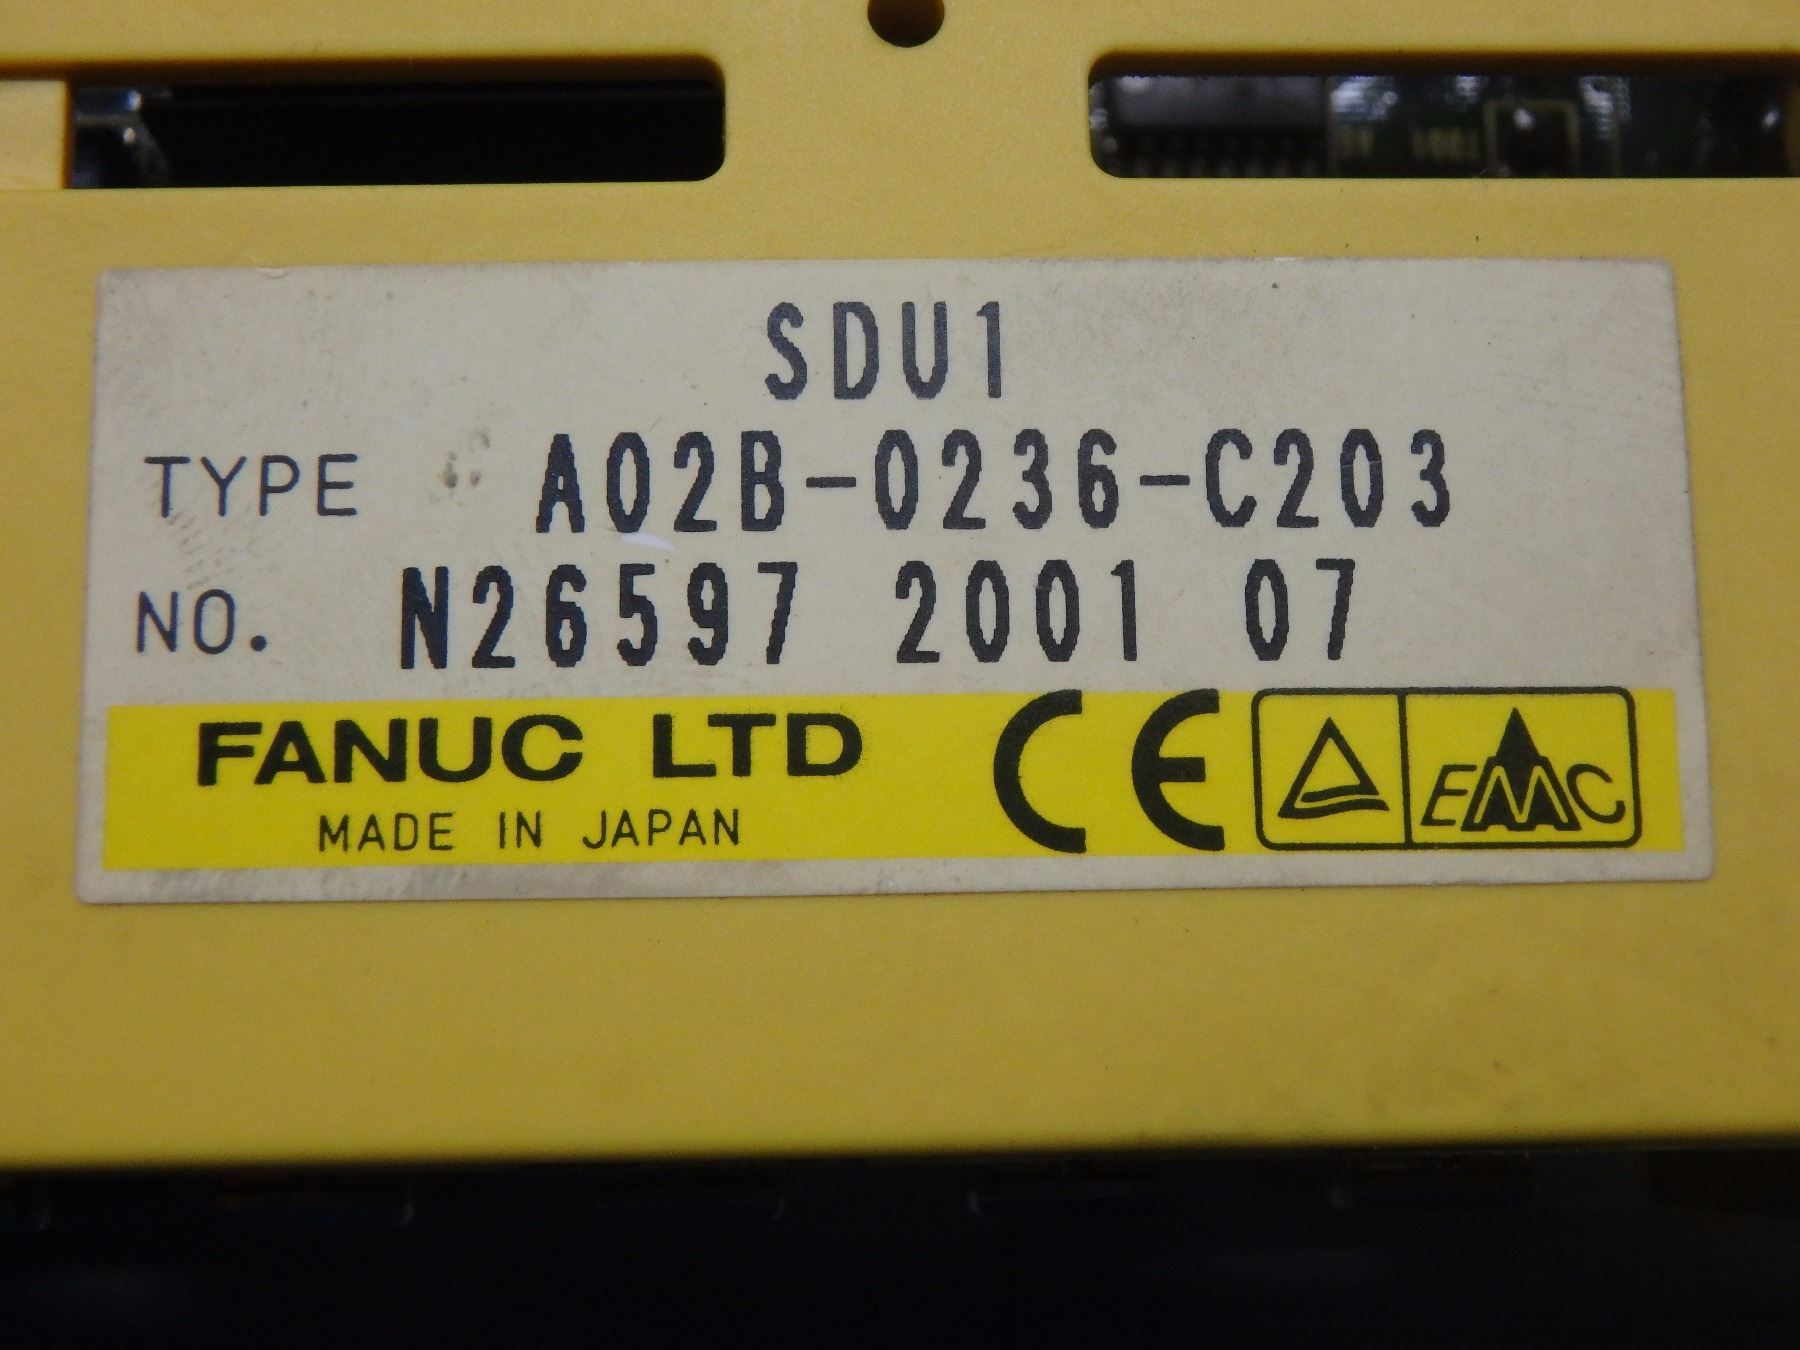 SDU1
TYPE A02B-0236-C203
NO. N26597 2001 07
FANUC LTD
MADE IN JAPAN
CE
EMC